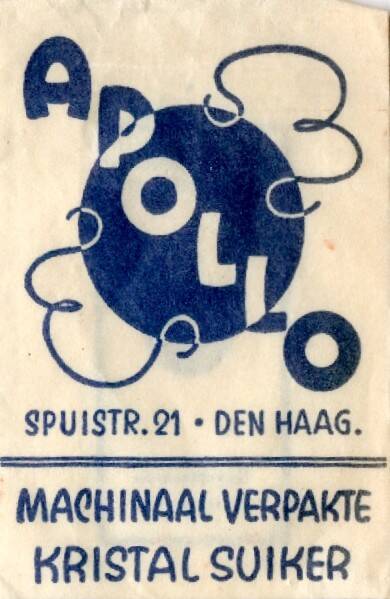 APOLLO
SPUISTR. 21 • DEN HAAG.
MACHINAAL VERPAKTE
KRISTAL SUIKER